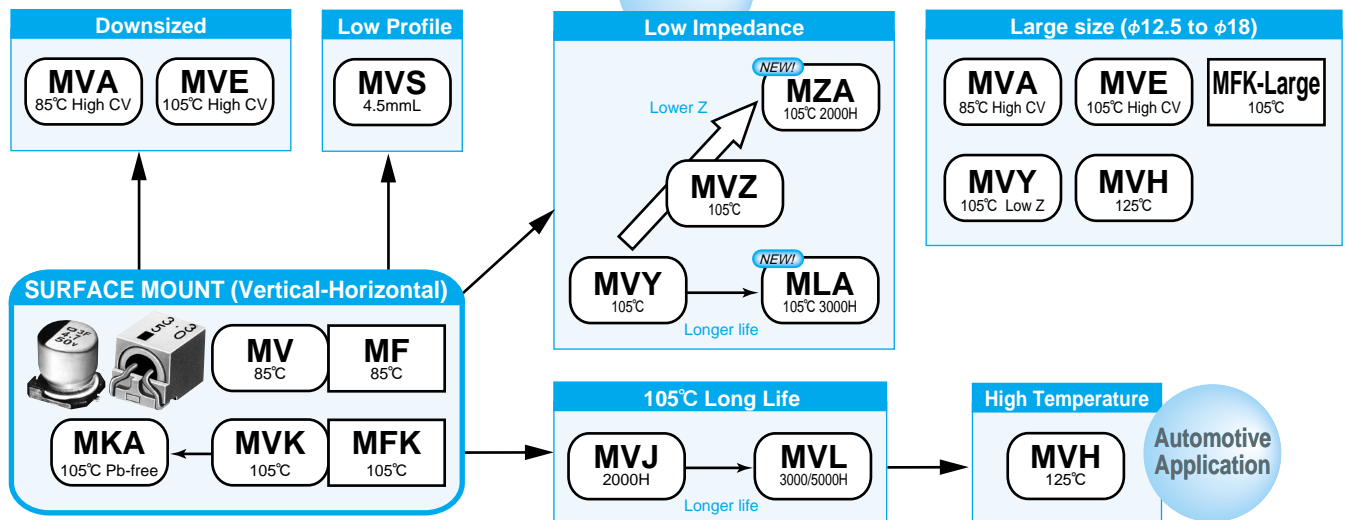 Downsized
MVA
85℃ High CV
MVE
105℃ High CV
Low Profile
MVS
4.5mmL
Low Impedance
NEW!
MZA
105℃ 2000H
Lower Z
MVZ
105℃
MVY
105℃
NEW!
MLA
105℃ 3000H
Longer life
Large size (φ12.5 to φ18)
MVA
85℃ High CV
MVE
105℃ High CV
MFK-Large
105℃
MVY
105℃ Low Z
MVH
125℃
SURFACE MOUNT (Vertical-Horizontal)
MV
85℃
MF
85℃
MKA
105℃ Pb-free
MVK
105℃
MFK
105℃
105℃ Long Life
MVJ
2000H
MVL
3000/5000H
Longer life
High Temperature
MVH
125℃
Automotive
Application